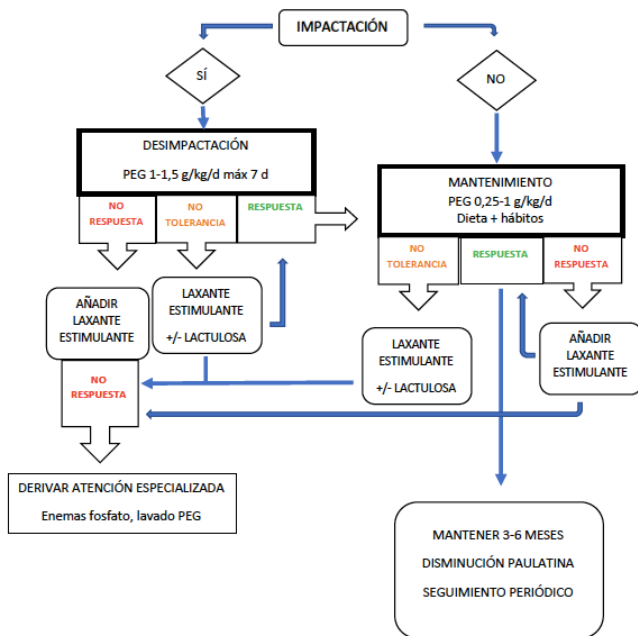 IMPACTACIÓN
SÍ
NO
DESIMPACTACIÓN
PEG 1-1,5 g/kg/d máx 7 d
NO
RESPUESTA
NO
TOLERANCIA
RESPUESTA
MANTENIMIENTO
PEG 0,25-1 g/kg/d
Dieta + hábitos
NO
TOLERANCIA
RESPUESTA
NO
RESPUESTA
AÑADIR
LAXANTE
ESTIMULANTE
LAXANTE
ESTIMULANTE
+/- LACTULOSA
LAXANTE
ESTIMULANTE
+/- LACTULOSA
AÑADIR
LAXANTE
ESTIMULANTE
NO
RESPUESTA
DERIVAR ATENCIÓN ESPECIALIZADA
Enemas fosfato, lavado PEG
MANTENER 3-6 MESES
DISMINUCIÓN PAULATINA
SEGUIMIENTO PERIÓDICO